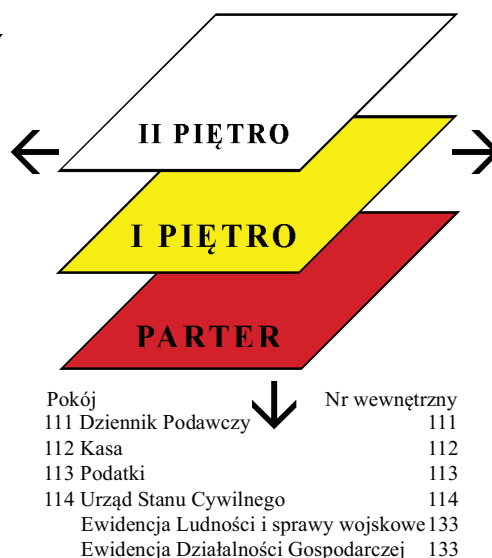 II PIĘTRO
I PIĘTRO
PARTER
Pokój Nr wewnętrzny
111 Dziennik Podawczy 111
112 Kasa 112
113 Podatki 113
114 Urząd Stanu Cywilnego 114
Ewidencja Ludności i sprawy wojskowe 133
Ewidencja Działalności Gospodarczej 133